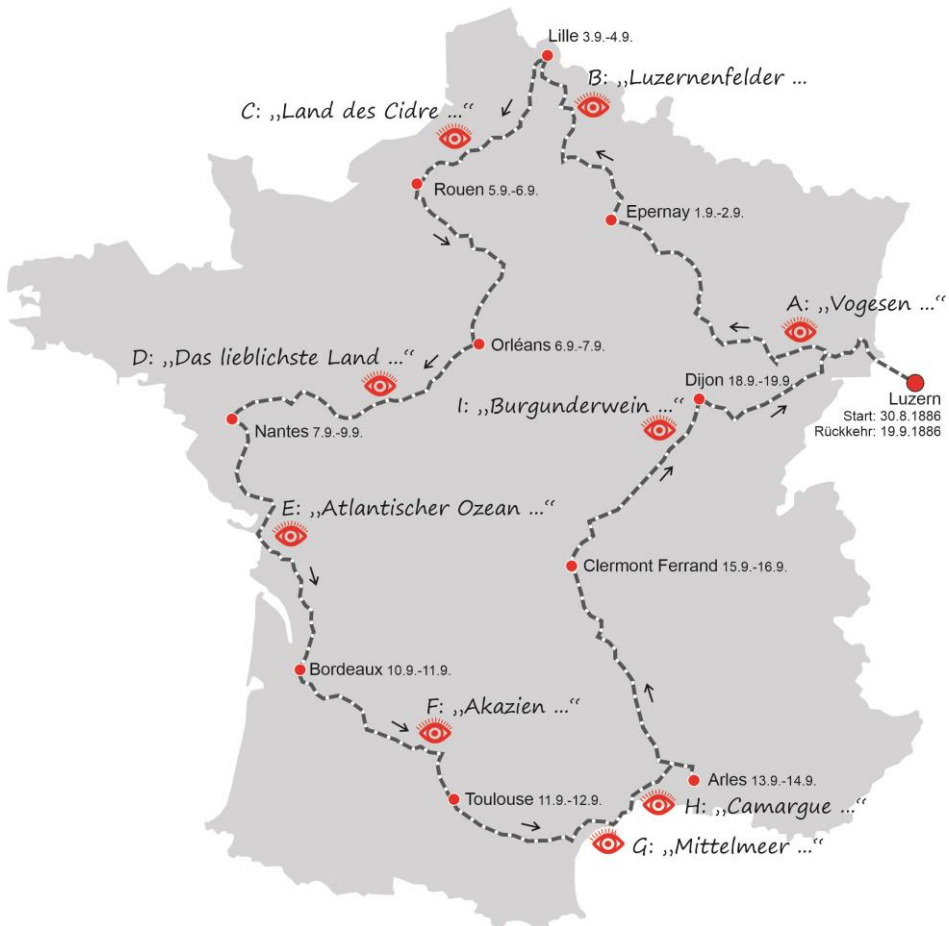 Lille 3.9.-4.9.
B: „Luzernenfelder ...
C: „Land des Cidre ...“
Rouen 5.9.-6.9.
Epernay 1.9.-2.9.
A: „Vogesen ...“
Orléans 6.9.-7.9.
D: „Das lieblichste Land ...“
Dijon 18.9.-19.9.
Luzern
Start: 30.8.1886
Rückkehr: 19.9.1886
I: „Burgunderwein ...“
Nantes 7.9.-9.9.
E: „Atlantischer Ozean ...“
Clermont Ferrand 15.9.-16.9.
Bordeaux 10.9.-11.9.
F: „Akazien ...“
Arles 13.9.-14.9.
Toulouse 11.9.-12.9.
H: „Camargue ...“
G: „Mittelmeer ...“